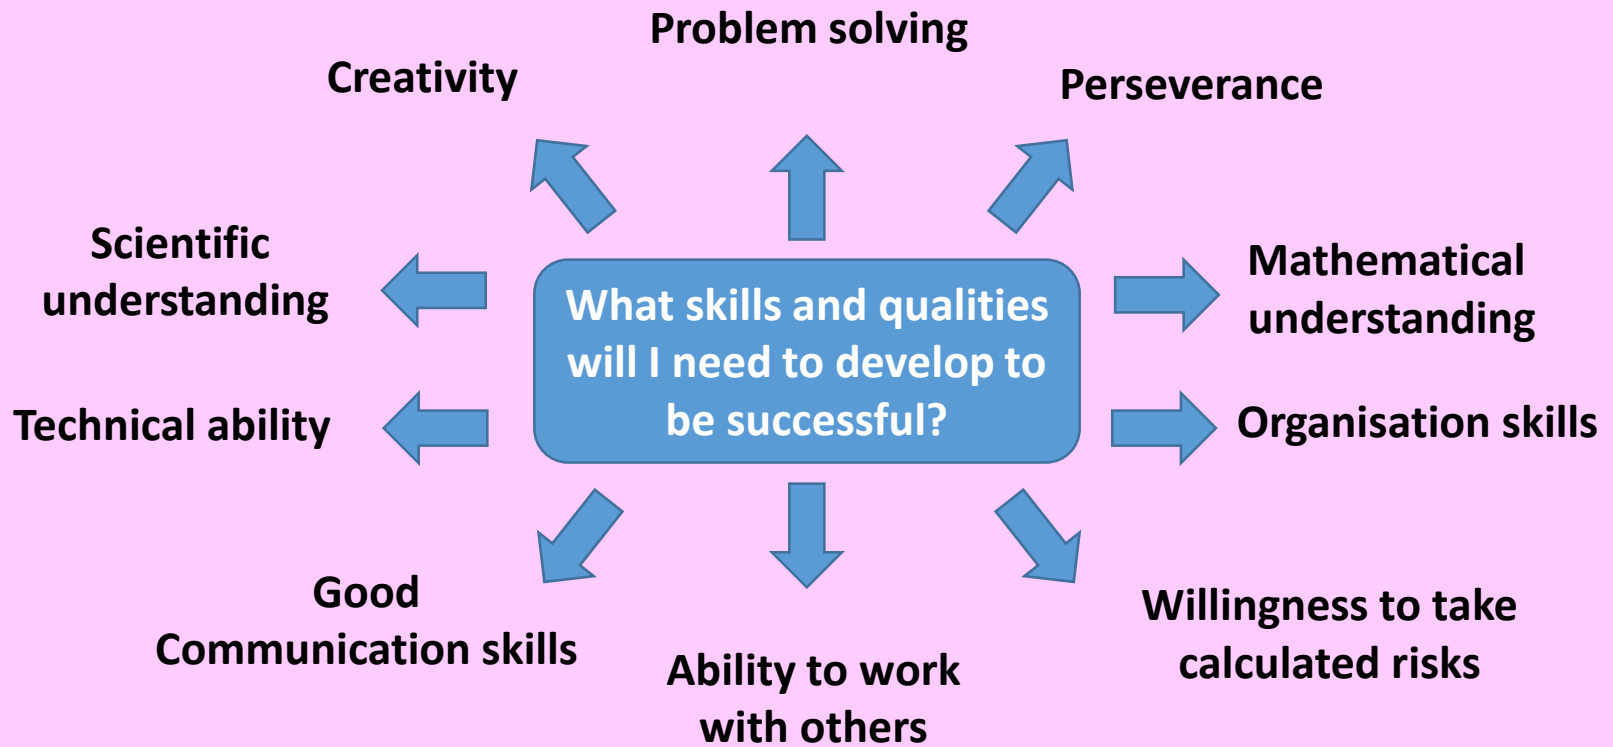 Problem solving
Creativity
Perseverance
Scientific
understanding
What skills and qualities
will I need to develop to
be successful?
Mathematical
understanding
Technical ability
Organisation skills
Good
Communication skills
Ability to work
with others
Willingness to take
calculated risks